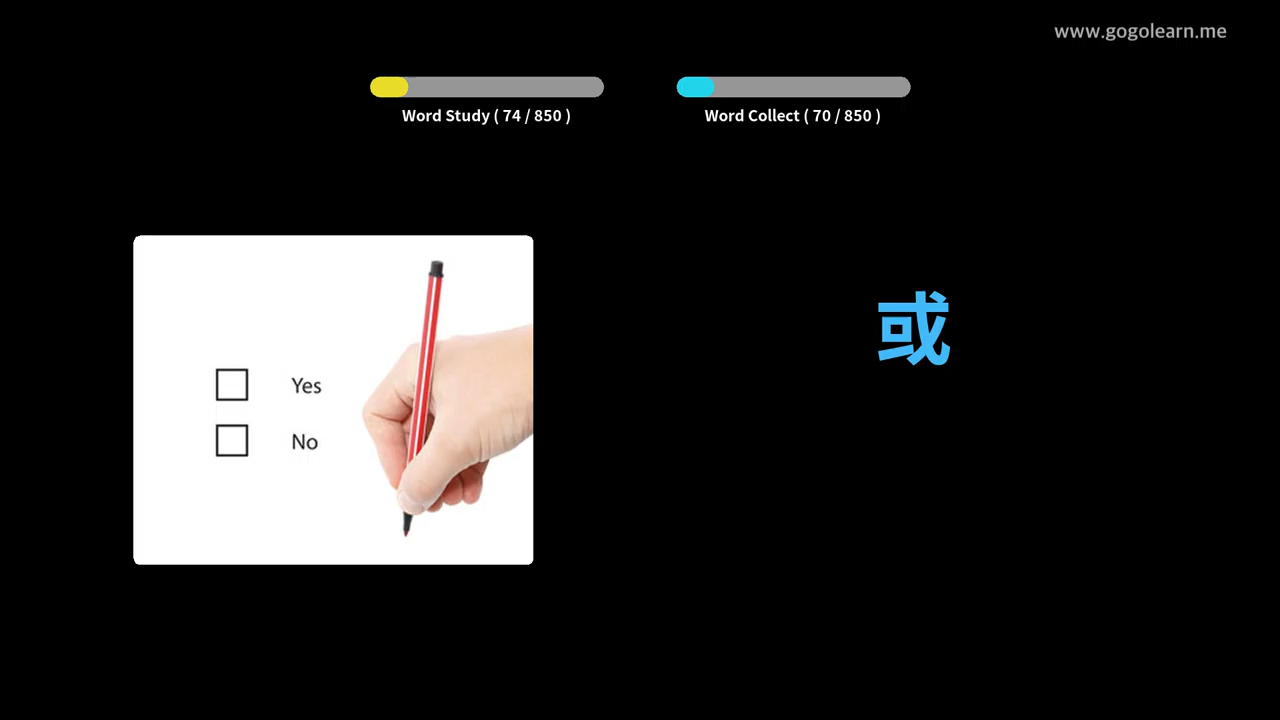 www.gogolearn.me
Word Study ( 74 / 850 )
Word Collect ( 70 / 850 )
Yes
No
或